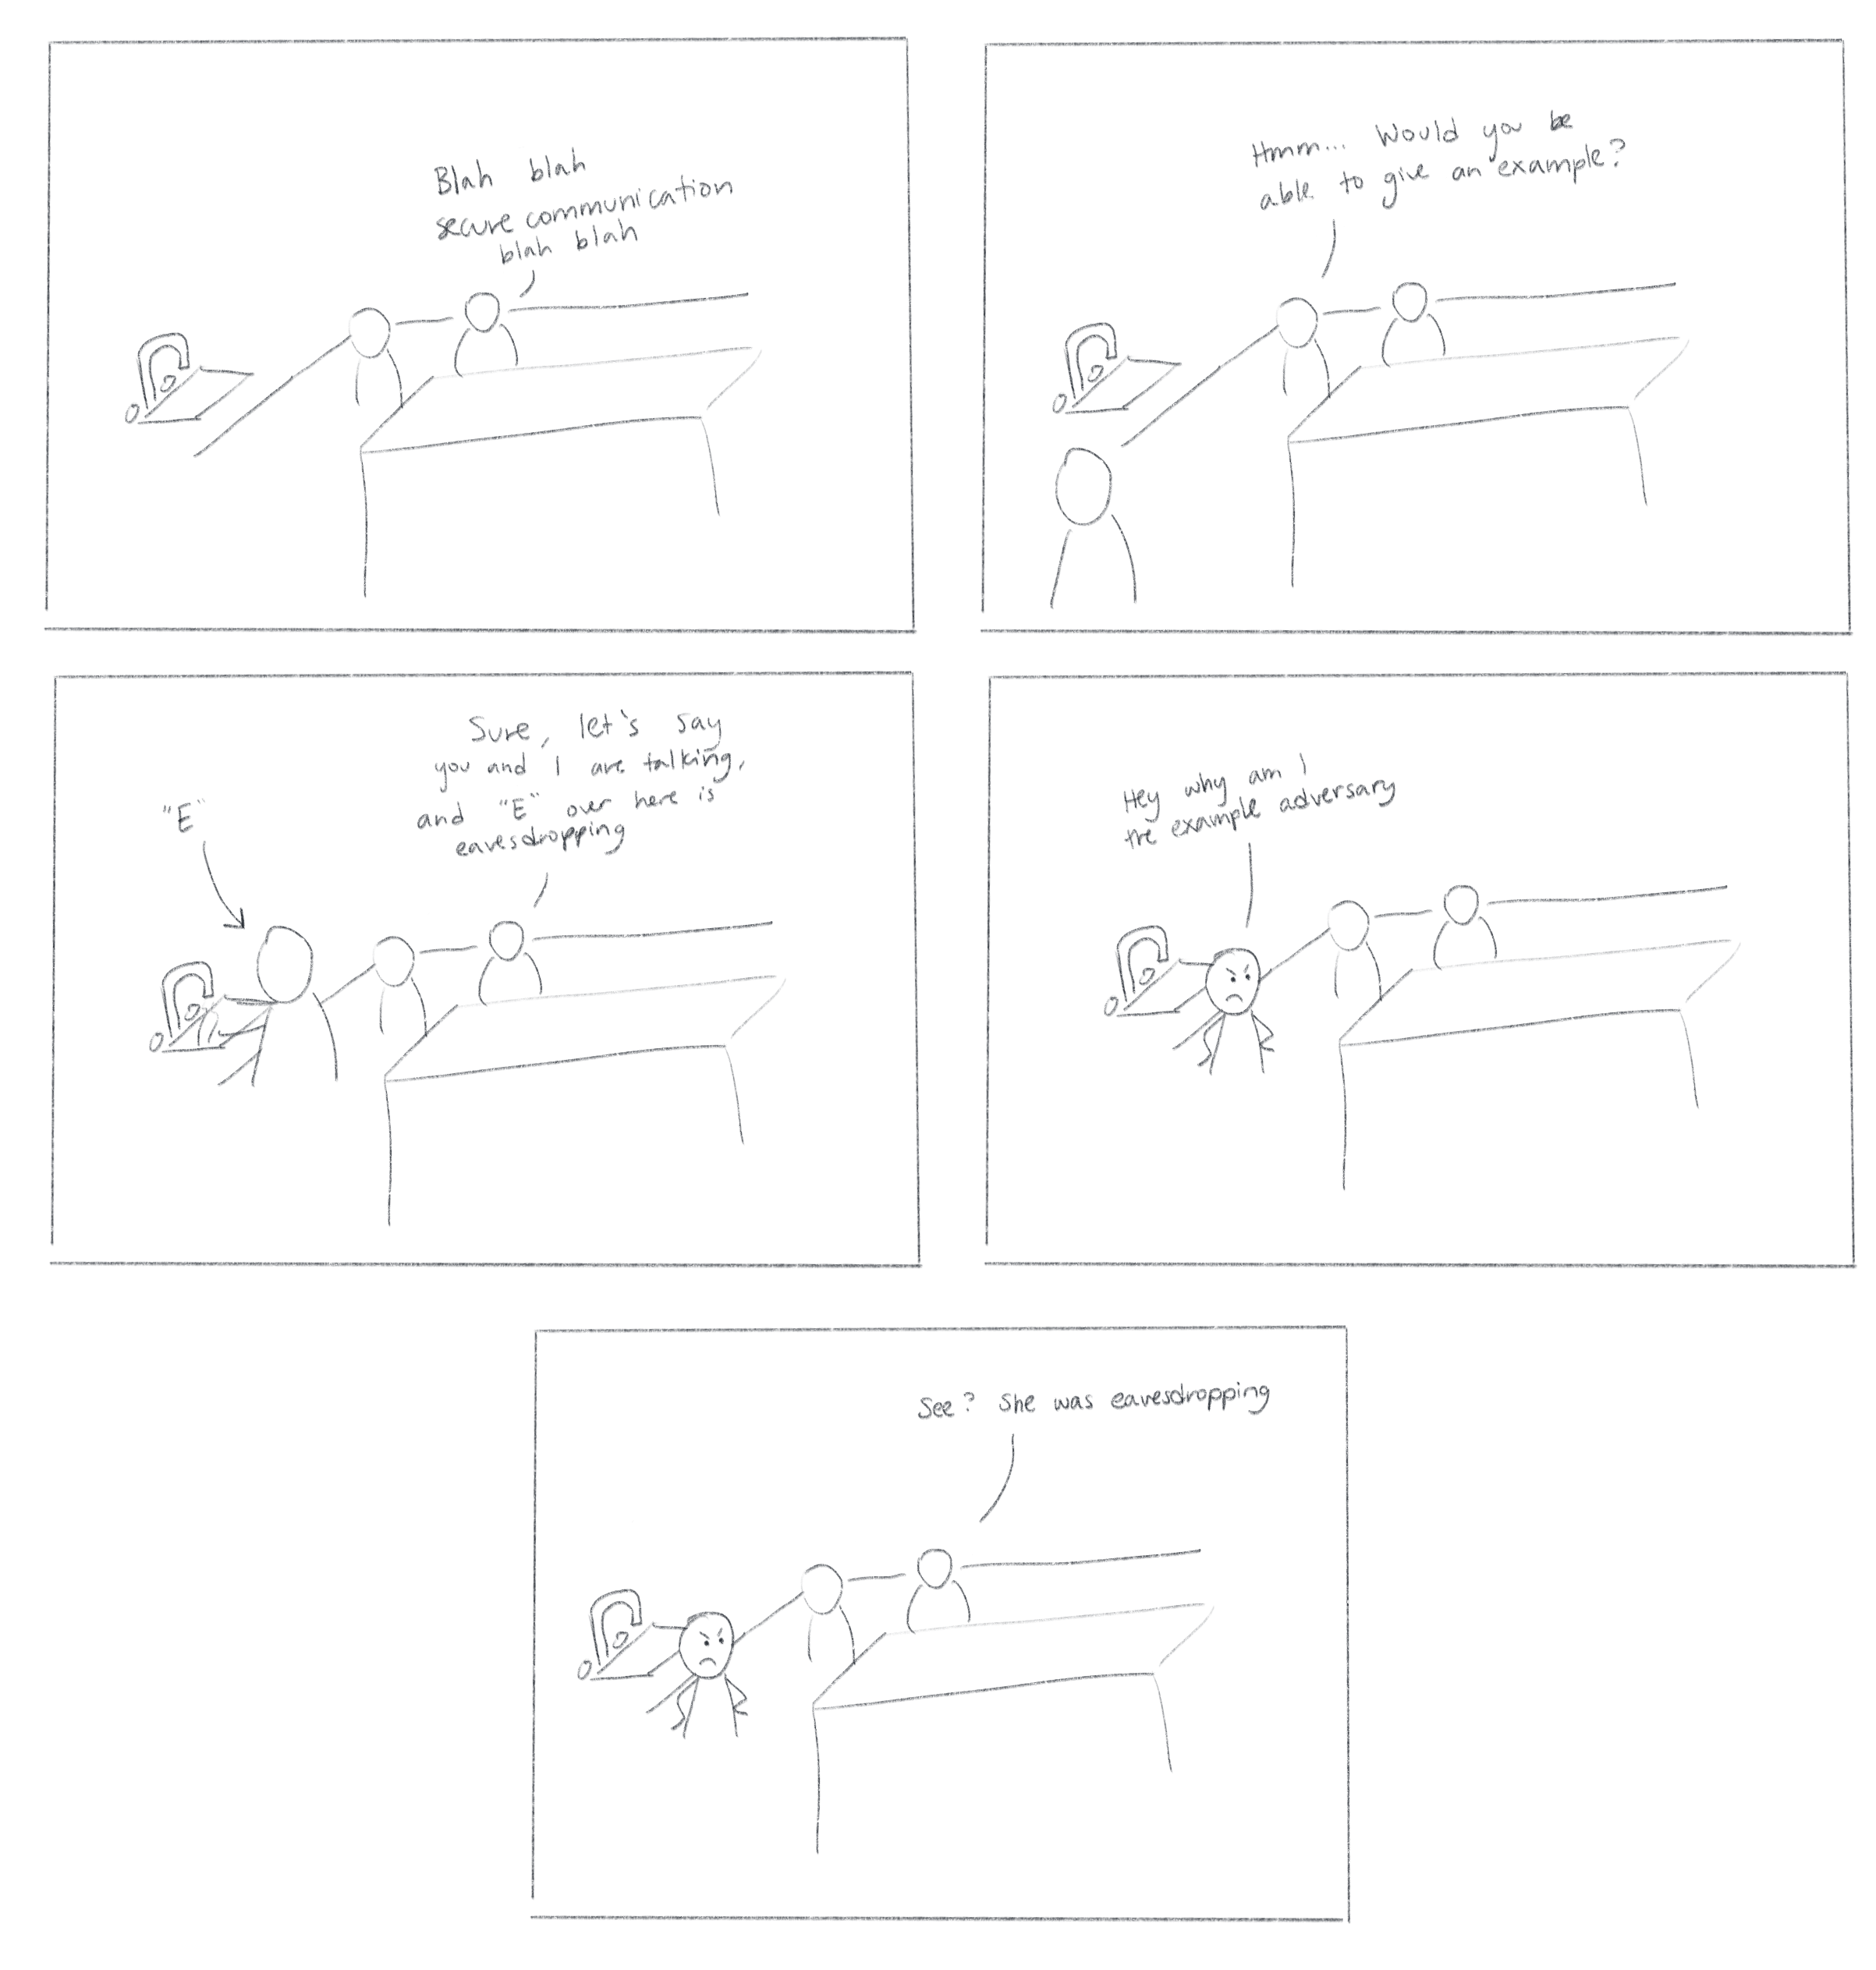 Blah blah
secure communication
blah blah
Hmm... Would you be
able to give an example?
Sure, let's say
you and I are talking,
and "E" over here is
eavesdropping
"E"
Hey why am I
the example adversary
See? She was eavesdropping